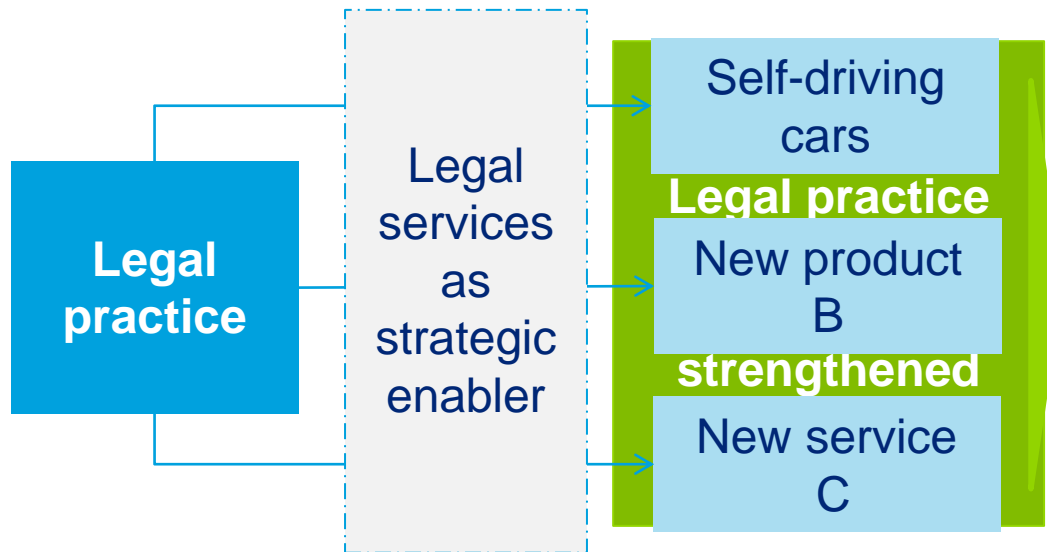 Legal
practice
Legal
services
as
strategic
enabler
Self-driving
cars
Legal practice
New product
B
strengthened
New service
C